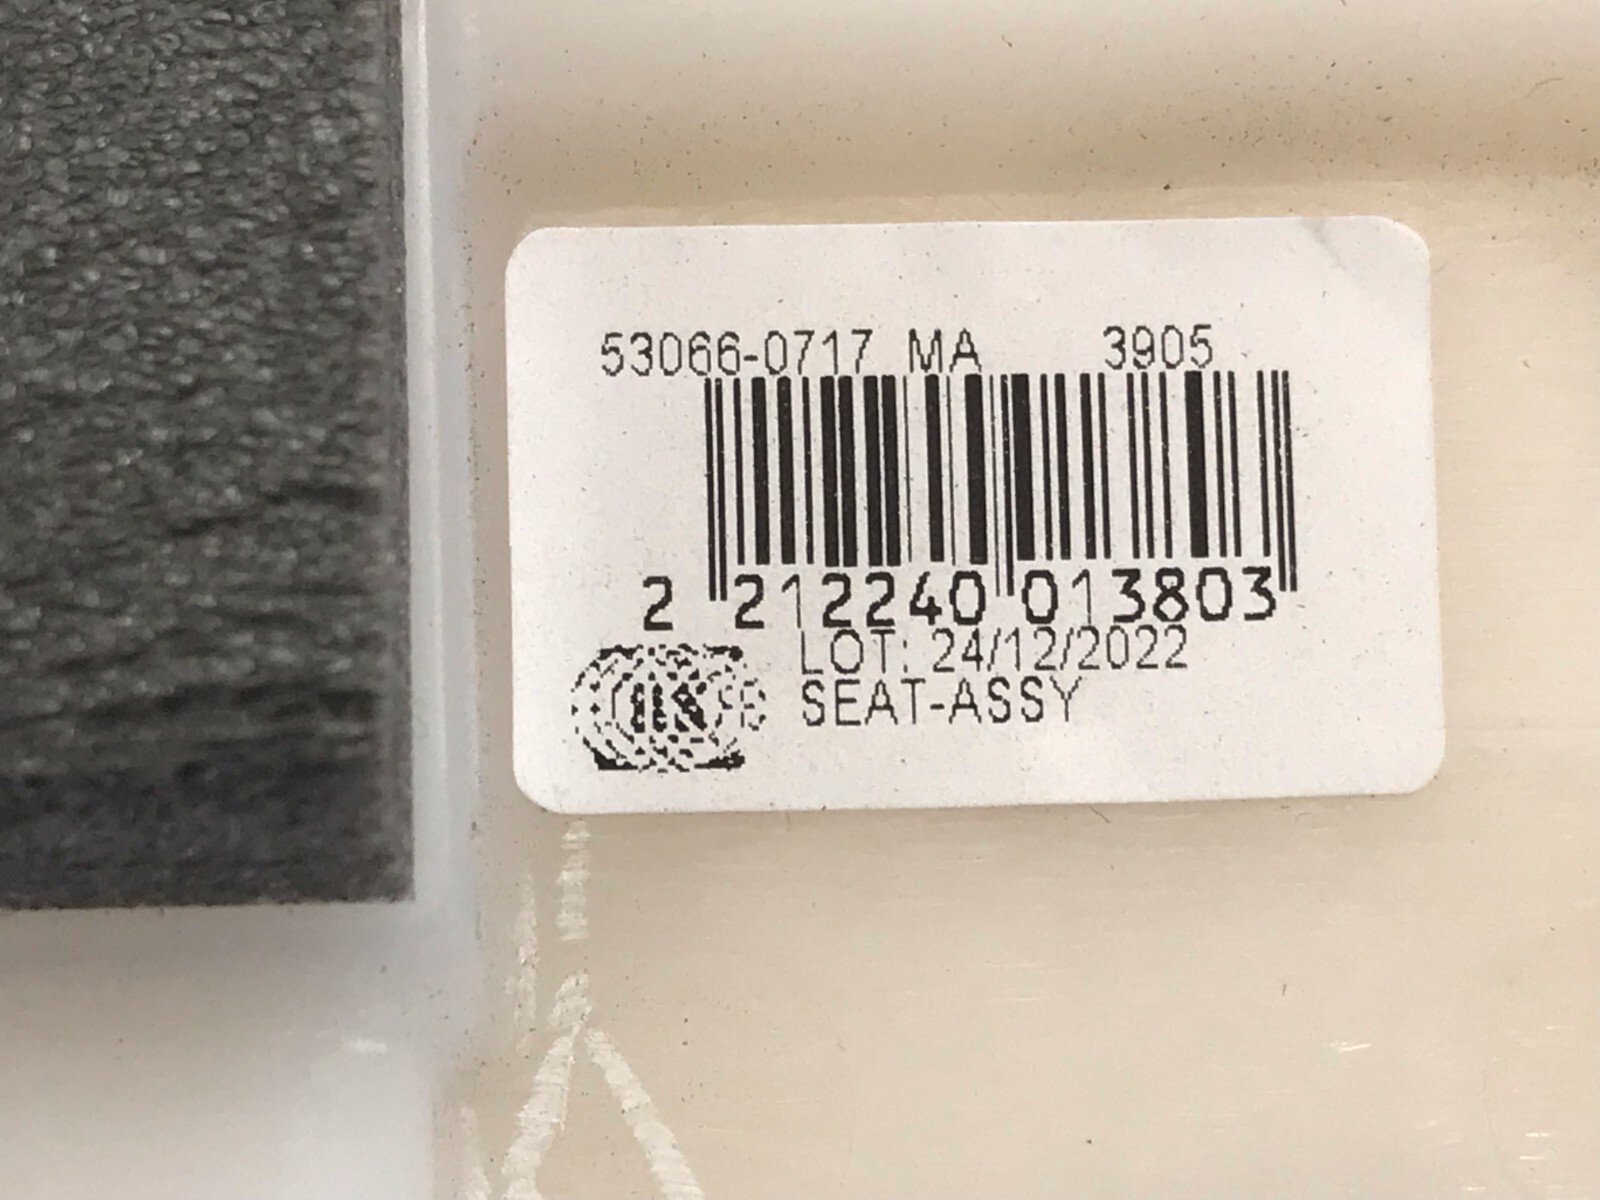 53066-0717 MA 3905
2 212240 013803
LOT: 24/12/2022
SEAT-ASSY